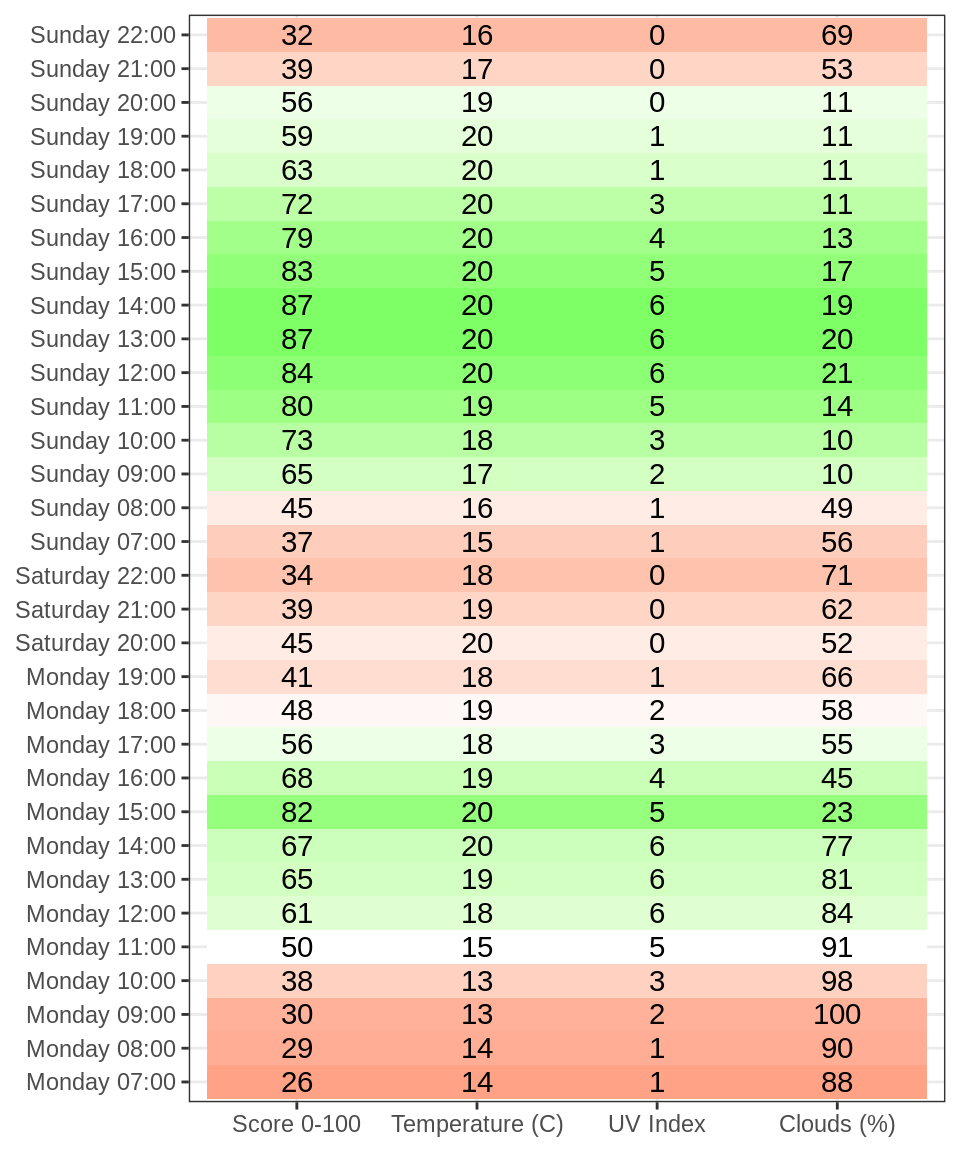 Sunday 22:00 32 16 0 69
Sunday 21:00 39 17 0 53
Sunday 20:00 56 19 0 11
Sunday 19:00 59 20 1 11
Sunday 18:00 63 20 1 11
Sunday 17:00 72 20 3 11
Sunday 16:00 79 20 4 13
Sunday 15:00 83 20 5 17
Sunday 14:00 87 20 6 19
Sunday 13:00 87 20 6 20
Sunday 12:00 84 20 6 21
Sunday 11:00 80 19 5 14
Sunday 10:00 73 18 3 10
Sunday 09:00 65 17 2 10
Sunday 08:00 45 16 1 49
Sunday 07:00 37 15 1 56
Saturday 22:00 34 18 0 71
Saturday 21:00 39 19 0 62
Saturday 20:00 45 20 0 52
Monday 19:00 41 18 1 66
Monday 18:00 48 19 2 58
Monday 17:00 56 18 3 55
Monday 16:00 68 19 4 45
Monday 15:00 82 20 5 23
Monday 14:00 67 20 6 77
Monday 13:00 65 19 6 81
Monday 12:00 61 18 6 84
Monday 11:00 50 15 5 91
Monday 10:00 38 13 3 98
Monday 09:00 30 13 2 100
Monday 08:00 29 14 1 90
Monday 07:00 26 14 1 88
Score 0-100 Temperature (C) UV Index Clouds (%)